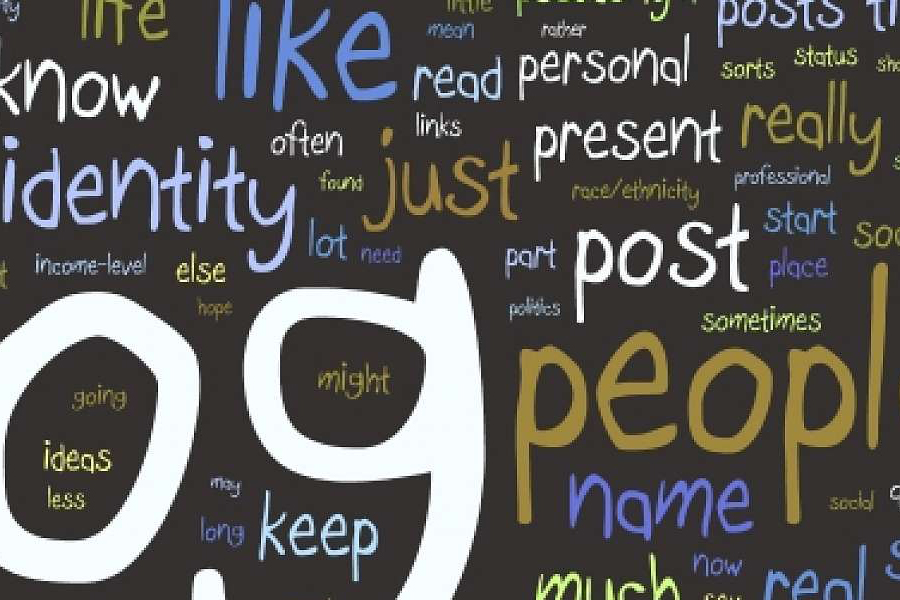 life
little
like
mean
rather
posts
know
read
personal
sorts
status
links
often
present
really
identity
found
just
race/ethnicity
professional
lot
need
start
post
part
place
income-level
else
hope
politics
sometimes
og
might
peopl
going
ideas
less
may
long
keep
name
social
now
much
real